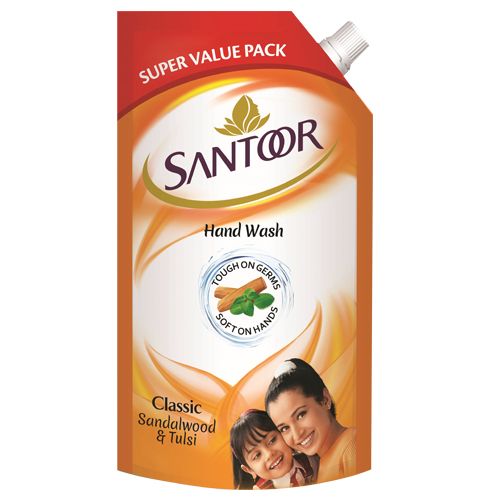 SUPER VALUE PACK
SANTOOR
Hand Wash
TOUGH ON GERMS
SOFT ON HANDS
Classic
Sandalwood
& Tulsi